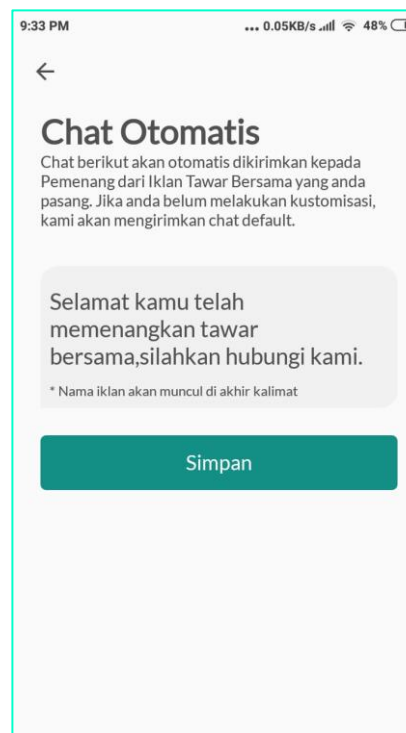 9:33 PM ... 0.05KB/s 48%
Chat Otomatis
Chat berikut akan otomatis dikirimkan kepada
Pemenang dari Iklan Tawar Bersama yang anda
pasang. Jika anda belum melakukan kustomisasi,
kami akan mengirimkan chat default.
Selamat kamu telah
memenangkan tawar
bersama,silahkan hubungi kami.
* Nama iklan akan muncul di akhir kalimat
Simpan